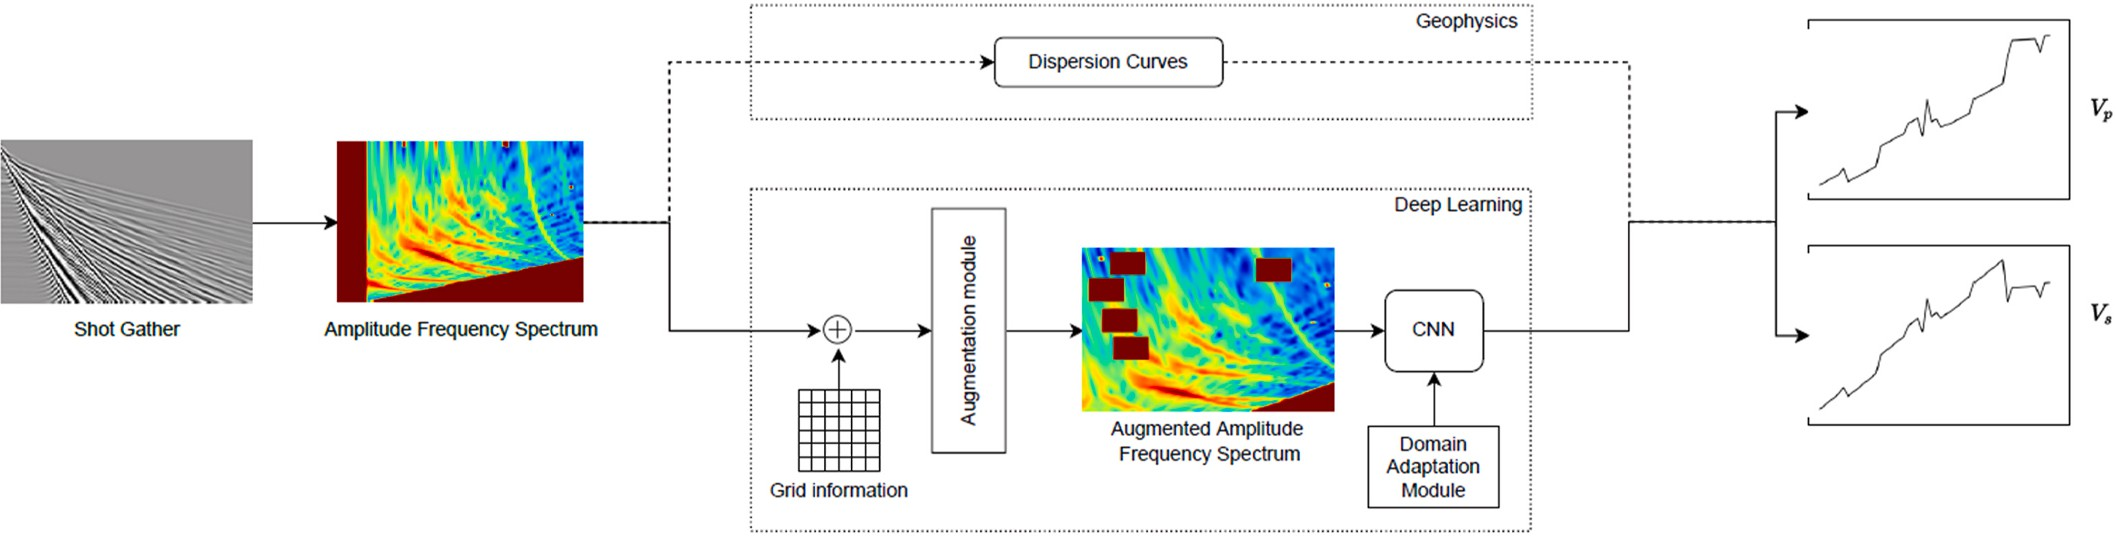 Geophysics
Dispersion Curves
Shot Gather
Amplitude Frequency Spectrum
Deep Learning
Grid information
Augmentation module
Augmented Amplitude
Frequency Spectrum
CNN
Domain
Adaptation
Module
Vp
Vs